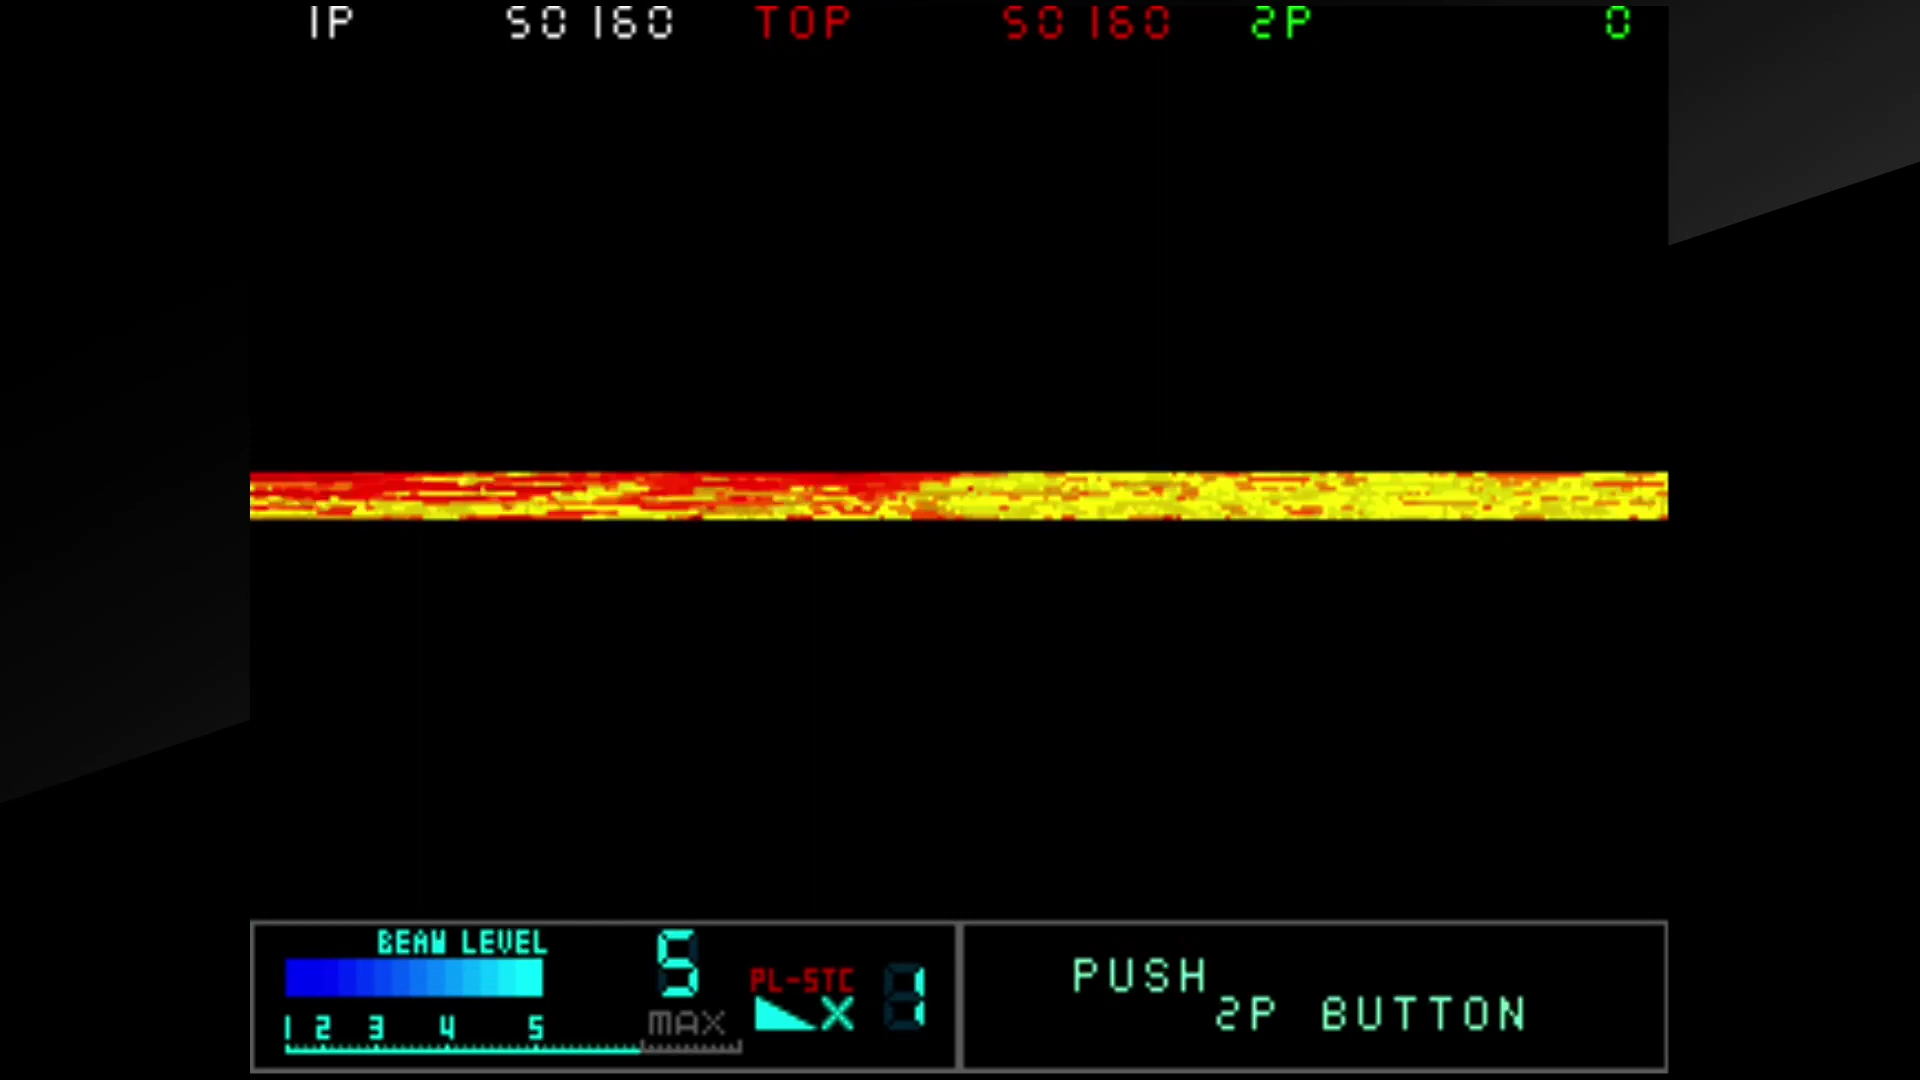 1P 50160 TOP 50160 2P 0
BEAM LEVEL 5
PL-STC
MAX X 1
1 2 3 4 5
PUSH
2P BUTTON